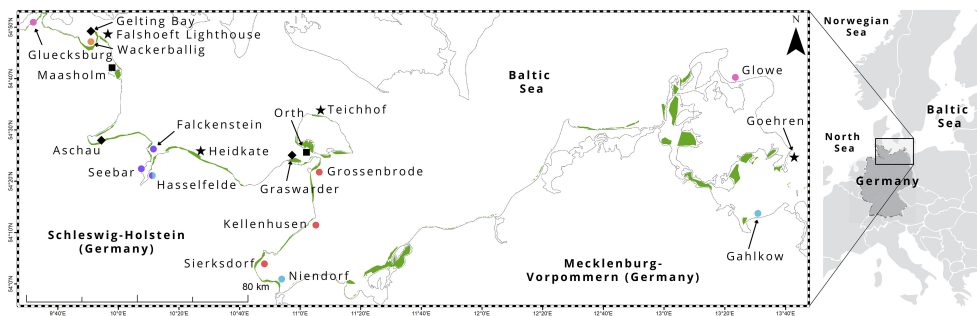 Gelting Bay
Falshoeft Lighthouse
Gluecksburg
Wackerballig
Maasholm
Aschau
Falckenstein
Seebar
Hasselfelde
Heidkate
Orth
Teichhof
Graswarder
Grossenbrode
Kellenhusen
Sierksdorf
Niendorf
80 km
Schleswig-Holstein
(Germany)
Baltic
Sea
Mecklenburg-
Vorpommern (Germany)
N
Glowe
Goehren
Gahlkow
54°50'N
54°40'N
54°30'N
54°20'N
54°10'N
54°0'N
9°40'E
10°0'E
10°20'E
10°40'E
11°0'E
11°20'E
11°40'E
12°0'E
12°20'E
12°40'E
13°0'E
13°20'E
13°40'E
Norwegian
Sea
North
Sea
Baltic
Sea
Germany